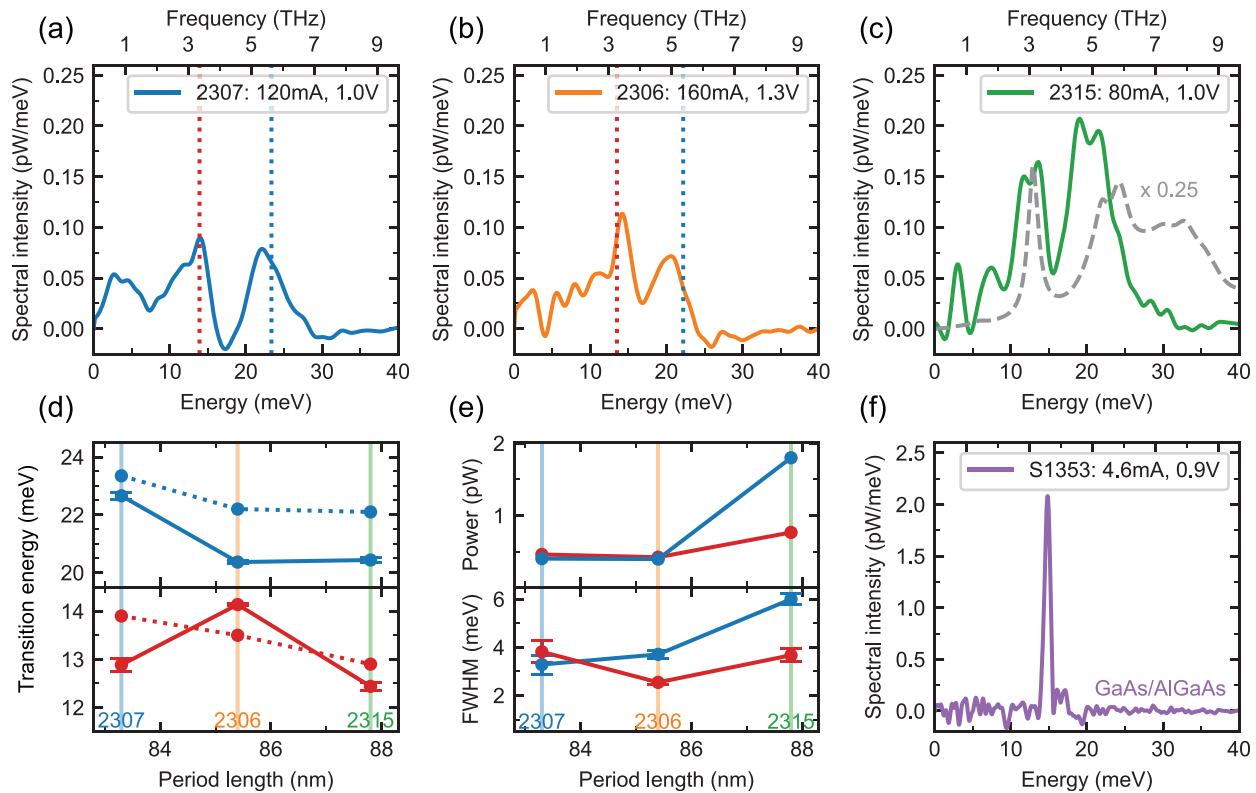 (a)
Frequency (THz)
1 3 5 7 9
2307: 120mA, 1.0V
Spectral intensity (pW/meV)
0.25
0.20
0.15
0.10
0.05
0.00
0 10 20 30 40
Energy (meV)
(b)
Frequency (THz)
1 3 5 7 9
2306: 160mA, 1.3V
Spectral intensity (pW/meV)
0.25
0.20
0.15
0.10
0.05
0.00
0 10 20 30 40
Energy (meV)
(c)
Frequency (THz)
1 3 5 7 9
2315: 80mA, 1.0V
x 0.25
Spectral intensity (pW/meV)
0.25
0.20
0.15
0.10
0.05
0.00
0 10 20 30 40
Energy (meV)
(d)
Transition energy (meV)
24
22
20
14
13
12
2307 2306 2315
84 86 88
Period length (nm)
(e)
Power (pW)
2
1
FWHM (meV)
6
4
2
2307 2306 2315
84 86 88
Period length (nm)
(f)
S1353: 4.6mA, 0.9V
Spectral intensity (pW/meV)
2.5
2.0
1.5
1.0
0.5
0.0
GaAs/AlGaAs
0 10 20 30 40
Energy (meV)